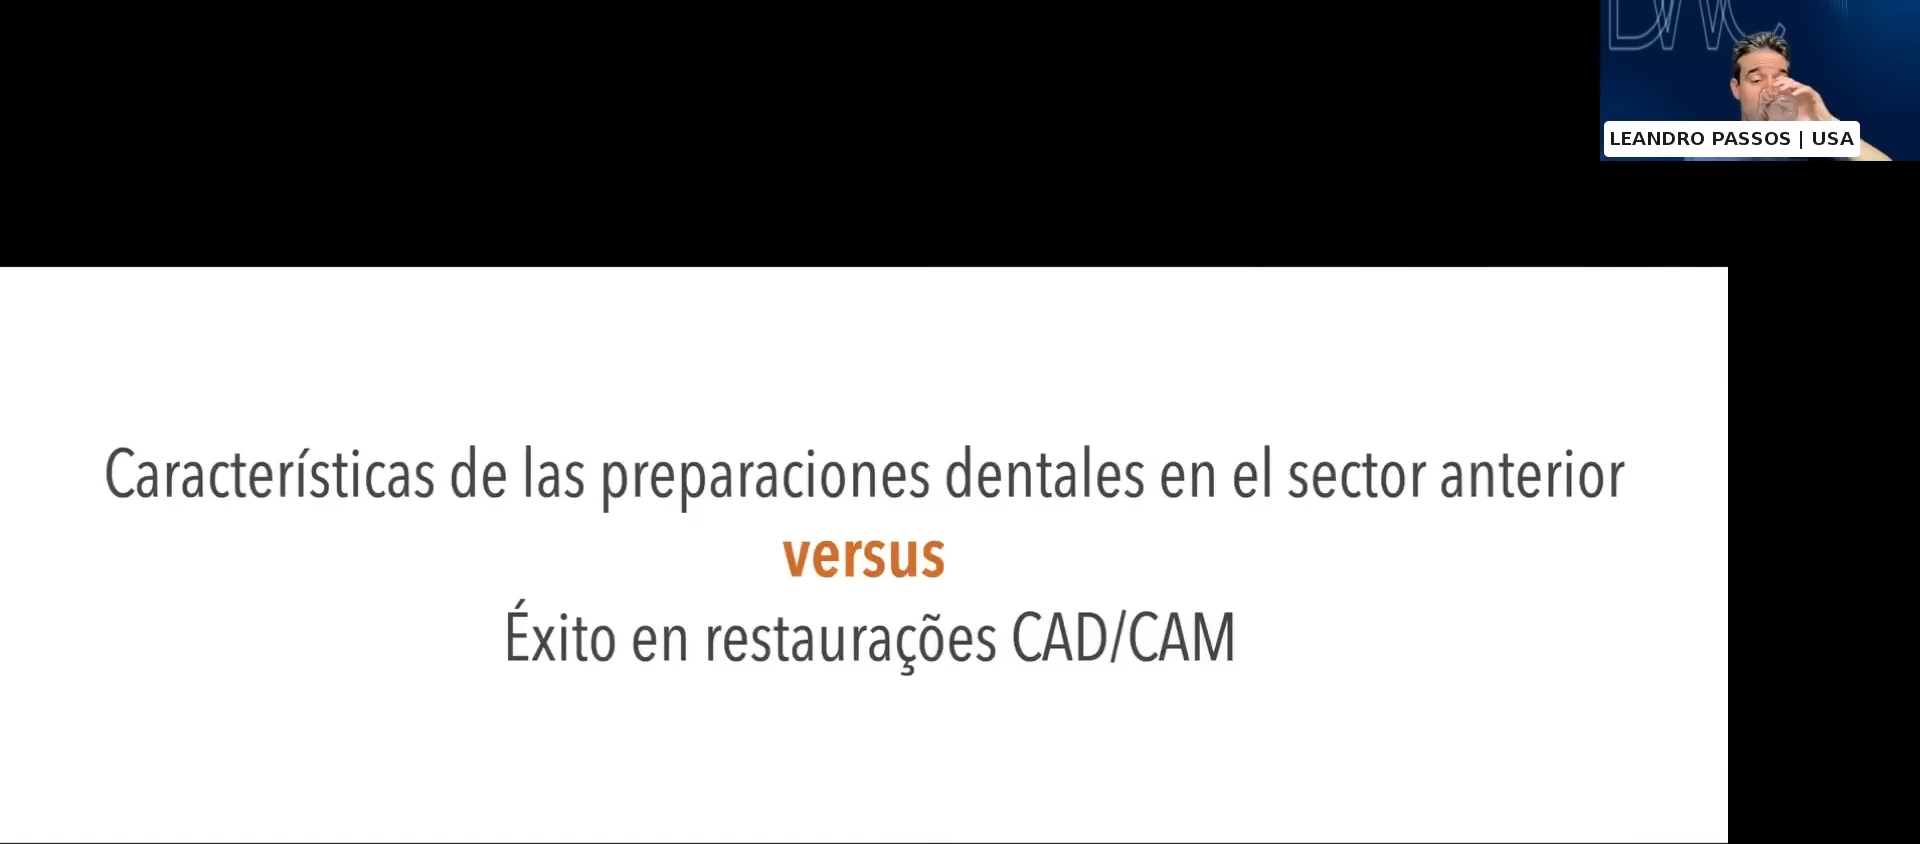 LEANDRO PASSOS | USA
Características de las preparaciones dentales en el sector anterior
versus
Éxito en restaurações CAD/CAM